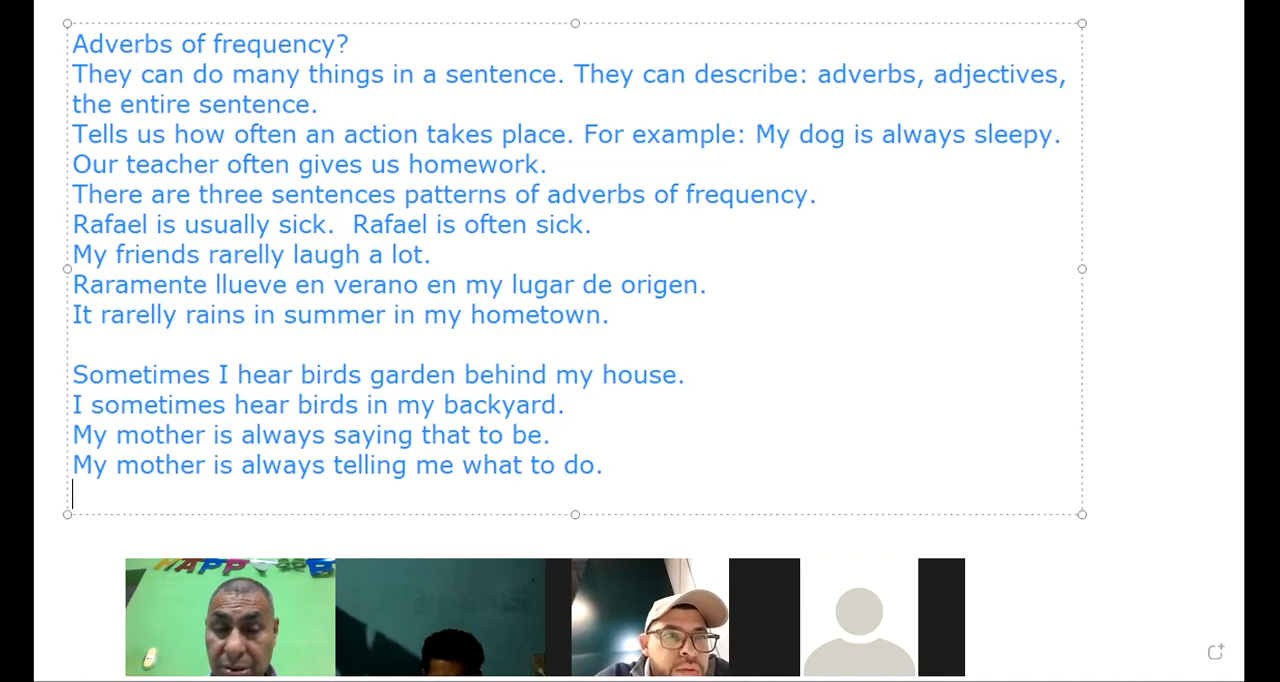 Adverbs of frequency?
They can do many things in a sentence. They can describe: adverbs, adjectives,
the entire sentence.
Tells us how often an action takes place. For example: My dog is always sleepy.
Our teacher often gives us homework.
There are three sentences patterns of adverbs of frequency.
Rafael is usually sick.  Rafael is often sick.
My friends rarelly laugh a lot.
Raramente llueve en verano en my lugar de origen.
It rarelly rains in summer in my hometown.
Sometimes I hear birds garden behind my house.
I sometimes hear birds in my backyard.
My mother is always saying that to be.
My mother is always telling me what to do.
HAPPY